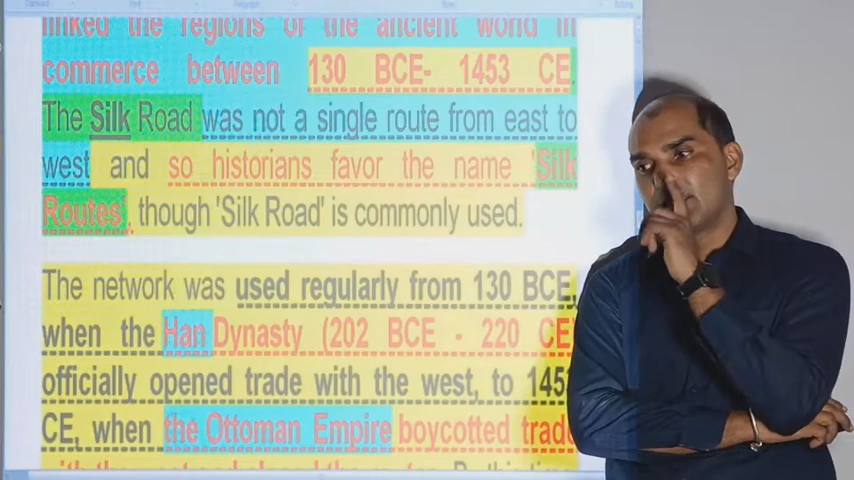 linked the regions of the ancient world in
commerce between 130 BCE- 1453 CE.
The Silk Road was not a single route from east to
west and so historians favor the name 'Silk
Routes, though 'Silk Road' is commonly used.
The network was used regularly from 130 BCE,
when the Han Dynasty (202 BCE - 220 CE)
officially opened trade with the west, to 1453
CE, when the Ottoman Empire boycotted trade